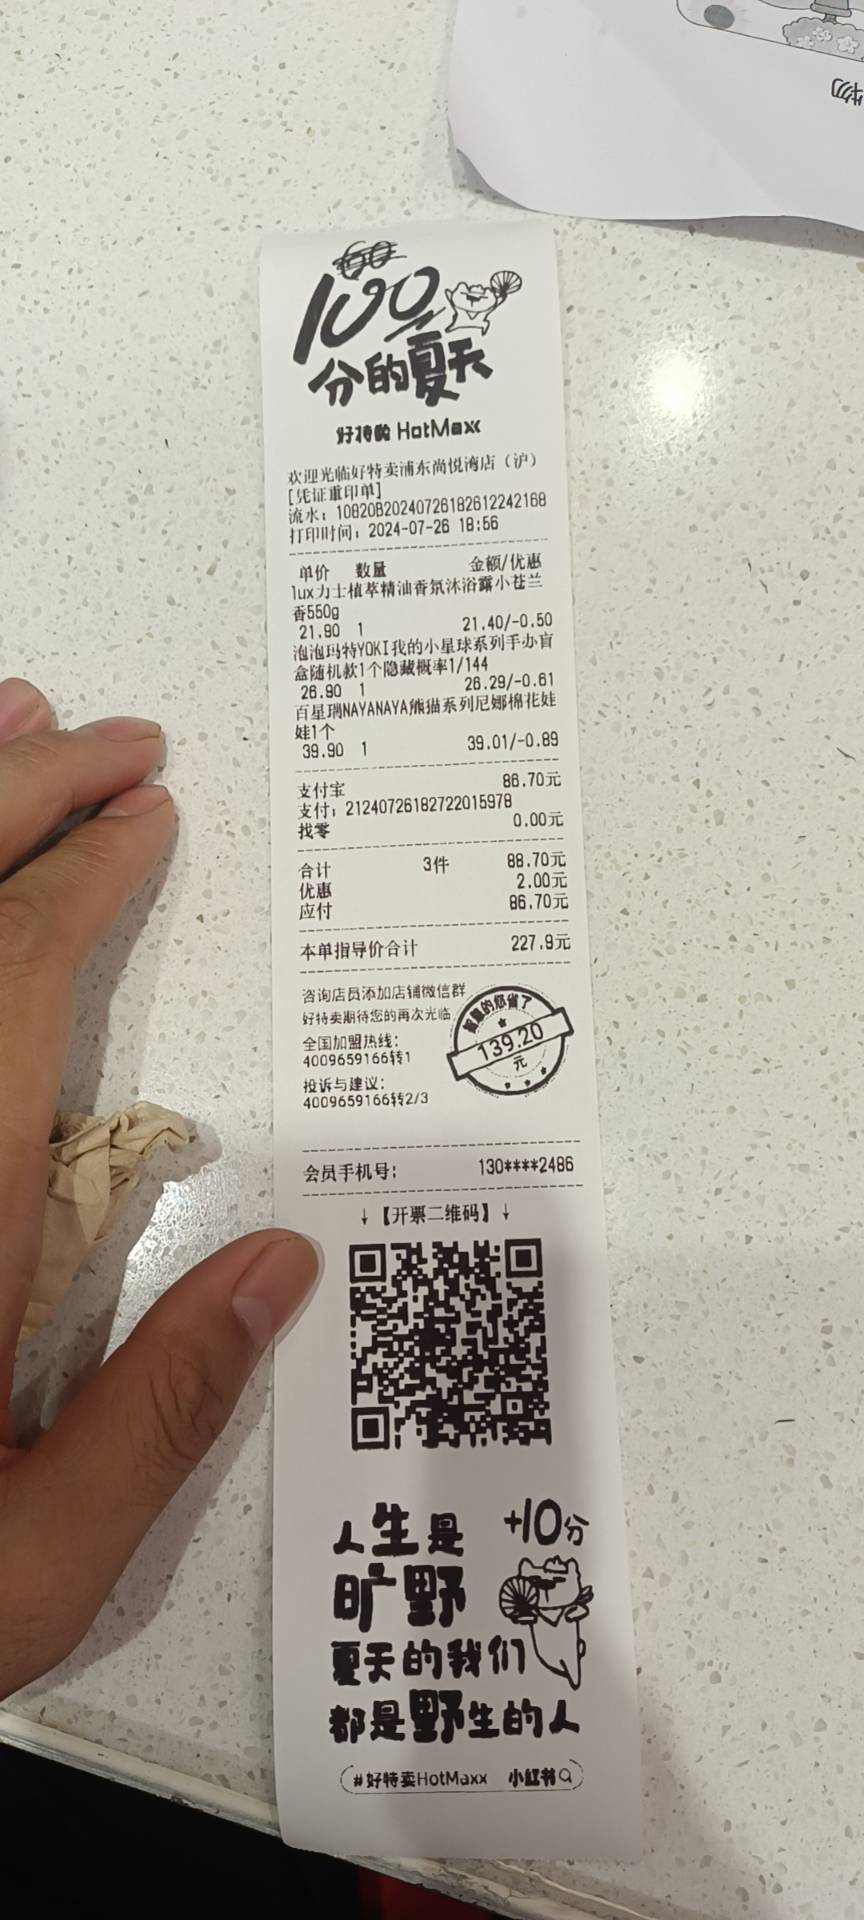 60
100
分的夏天
好特卖 HotMaxx
欢迎光临好特卖浦东尚悦湾店（沪）
[凭证重印单]
流水：10820B20240726182612242168
打印时间：2024-07-26 18:56
单价 数量 金额/优惠
lux力士植萃精油香氛沐浴露小苍兰
香550g
21.90 1 21.40/-0.50
泡泡玛特YOKI我的小星球系列手办盲
盒随机款1个隐藏概率1/144
26.90 1 26.29/-0.61
百星瑞NAYANAYA熊猫系列尼娜棉花娃
娃1个
39.90 1 39.01/-0.89
支付宝 86.70元
支付：21240726182722015978
找零 0.00元
合计 3件 88.70元
优惠 2.00元
应付 86.70元
本单指导价合计 227.9元
咨询店员添加店铺微信群
好特卖期待您的再次光临
全国加盟热线：
4009659166转1
投诉与建议：
4009659166转2/3
聪明的您省了
139.20
元
会员手机号： 130****2486
↓【开票二维码】↓
人生是 +10分
旷野
夏天的我们
都是野生的人
#好特卖HotMaxx 小红书
物